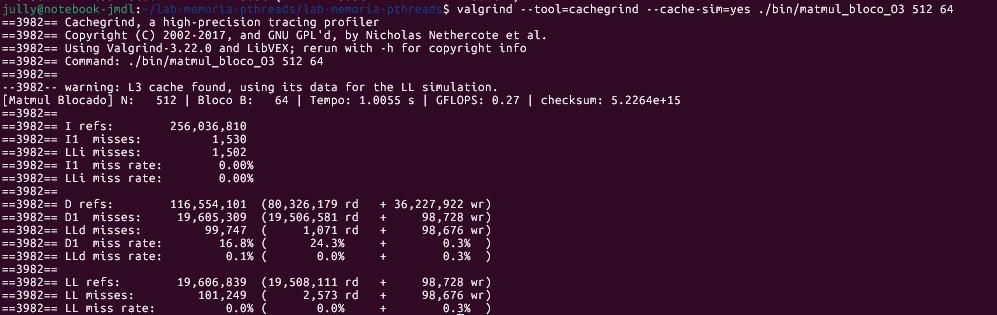 jully@notebook-jmdl:~/lab-memoria-pthreads/lab-memoria-pthreads$ valgrind --tool=cachegrind --cache-sim=yes ./bin/matmul_bloco_O3 512 64
==3982== Cachegrind, a high-precision tracing profiler
==3982== Copyright (C) 2002-2017, and GNU GPL'd, by Nicholas Nethercote et al.
==3982== Using Valgrind-3.22.0 and LibVEX; rerun with -h for copyright info
==3982== Command: ./bin/matmul_bloco_O3 512 64
==3982==
--3982-- warning: L3 cache found, using its data for the LL simulation.
[Matmul Blocado] N:   512 | Bloco B:   64 | Tempo: 1.0055 s | GFLOPS: 0.27 | checksum: 5.2264e+15
==3982==
==3982== I refs:        256,036,810
==3982== I1  misses:          1,530
==3982== LLi misses:          1,502
==3982== I1  miss rate:        0.00%
==3982== LLi miss rate:        0.00%
==3982==
==3982== D refs:        116,554,101  (80,326,179 rd   + 36,227,922 wr)
==3982== D1  misses:     19,605,309  (19,506,581 rd   +     98,728 wr)
==3982== LLd misses:         99,747  (     1,071 rd   +     98,676 wr)
==3982== D1  miss rate:        16.8% (      24.3%     +        0.3%  )
==3982== LLd miss rate:         0.1% (       0.0%     +        0.3%  )
==3982==
==3982== LL refs:        19,606,839  (19,508,111 rd   +     98,728 wr)
==3982== LL misses:         101,249  (     2,573 rd   +     98,676 wr)
==3982== LL miss rate:          0.0% (       0.0%     +        0.3%  )